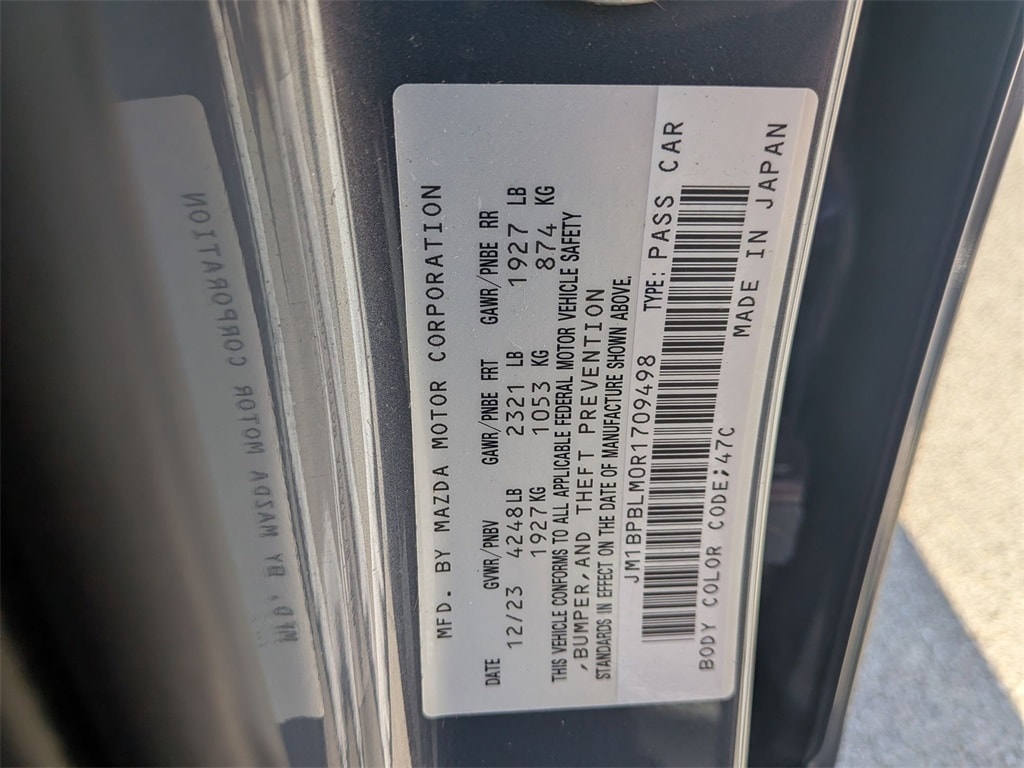 MFD. BY MAZDA MOTOR CORPORATION
DATE GVWR/PNBV GAWR/PNBE FRT GAWR/PNBE RR
12/23 4248LB 2321 LB 1927 LB
1927KG 1053 KG 874 KG
THIS VEHICLE CONFORMS TO ALL APPLICABLE FEDERAL MOTOR VEHICLE SAFETY
,BUMPER,AND THEFT PREVENTION
STANDARDS IN EFFECT ON THE DATE OF MANUFACTURE SHOWN ABOVE.
JM1BPBLM0R1709498 TYPE: PASS CAR
BODY COLOR CODE;47C MADE IN JAPAN
MFD. BY MAZDA MOTOR CORPORATION